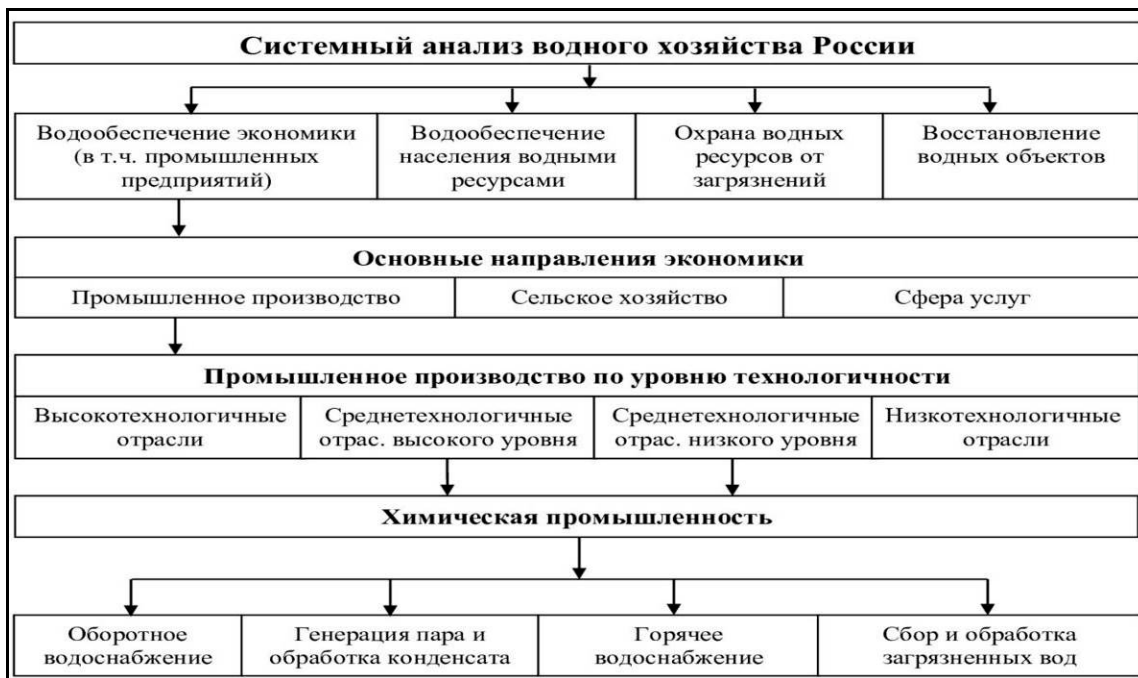 Системный анализ водного хозяйства России
Водообеспечение экономики
(в т.ч. промышленных
предприятий)
Водообеспечение
населения водными
ресурсами
Охрана водных
ресурсов от
загрязнений
Восстановление
водных объектов
Основные направления экономики
Промышленное производство
Сельское хозяйство
Сфера услуг
Промышленное производство по уровню технологичности
Высокотехнологичные
отрасли
Среднетехнологичные
отрас. высокого уровня
Среднетехнологичные
отрас. низкого уровня
Низкотехнологичные
отрасли
Химическая промышленность
Оборотное
водоснабжение
Генерация пара и
обработка конденсата
Горячее
водоснабжение
Сбор и обработка
загрязненных вод